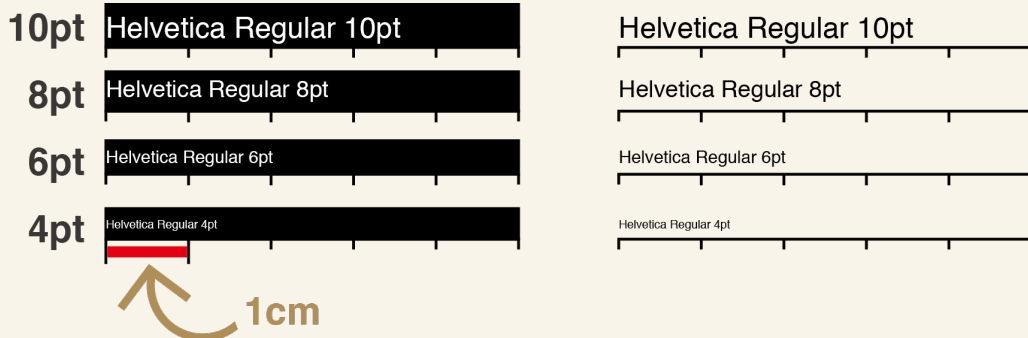 10pt Helvetica Regular 10pt Helvetica Regular 10pt
8pt Helvetica Regular 8pt Helvetica Regular 8pt
6pt Helvetica Regular 6pt Helvetica Regular 6pt
4pt Helvetica Regular 4pt Helvetica Regular 4pt
1cm